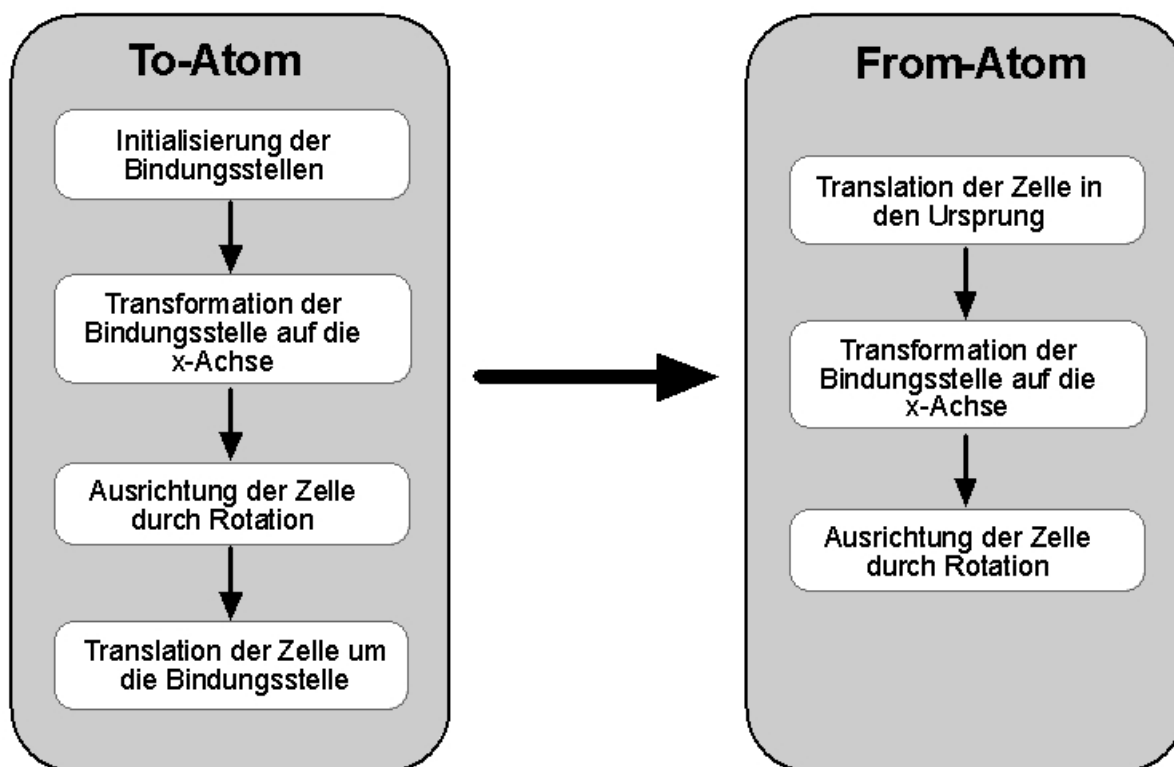 To-Atom
Initialisierung der
Bindungsstellen
Transformation der
Bindungsstelle auf die
x-Achse
Ausrichtung der Zelle
durch Rotation
Translation der Zelle um
die Bindungsstelle
From-Atom
Translation der Zelle in
den Ursprung
Transformation der
Bindungsstelle auf die
x-Achse
Ausrichtung der Zelle
durch Rotation